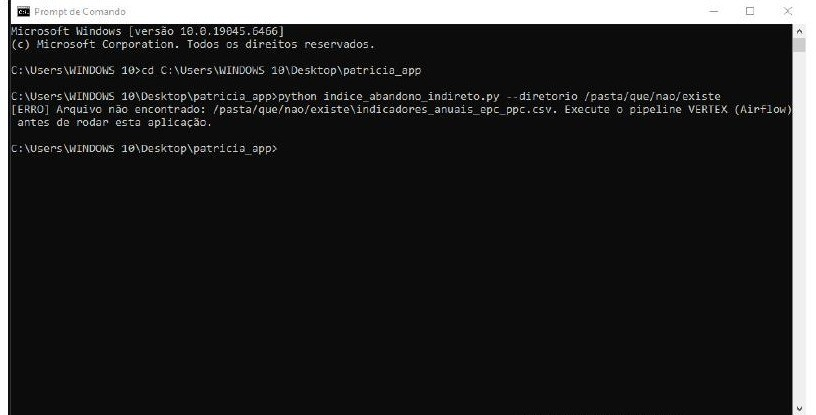 Prompt de Comando
Microsoft Windows [versão 10.0.19045.6466]
(c) Microsoft Corporation. Todos os direitos reservados.
C:\Users\WINDOWS 10>cd C:\Users\WINDOWS 10\Desktop\patricia_app
C:\Users\WINDOWS 10\Desktop\patricia_app>python indice_abandono_indireto.py --diretorio /pasta/que/nao/existe
[ERRO] Arquivo não encontrado: /pasta/que/nao/existe\indicadores_anuais_epc_ppc.csv. Execute o pipeline VERTEX (Airflow)
antes de rodar esta aplicação.
C:\Users\WINDOWS 10\Desktop\patricia_app>